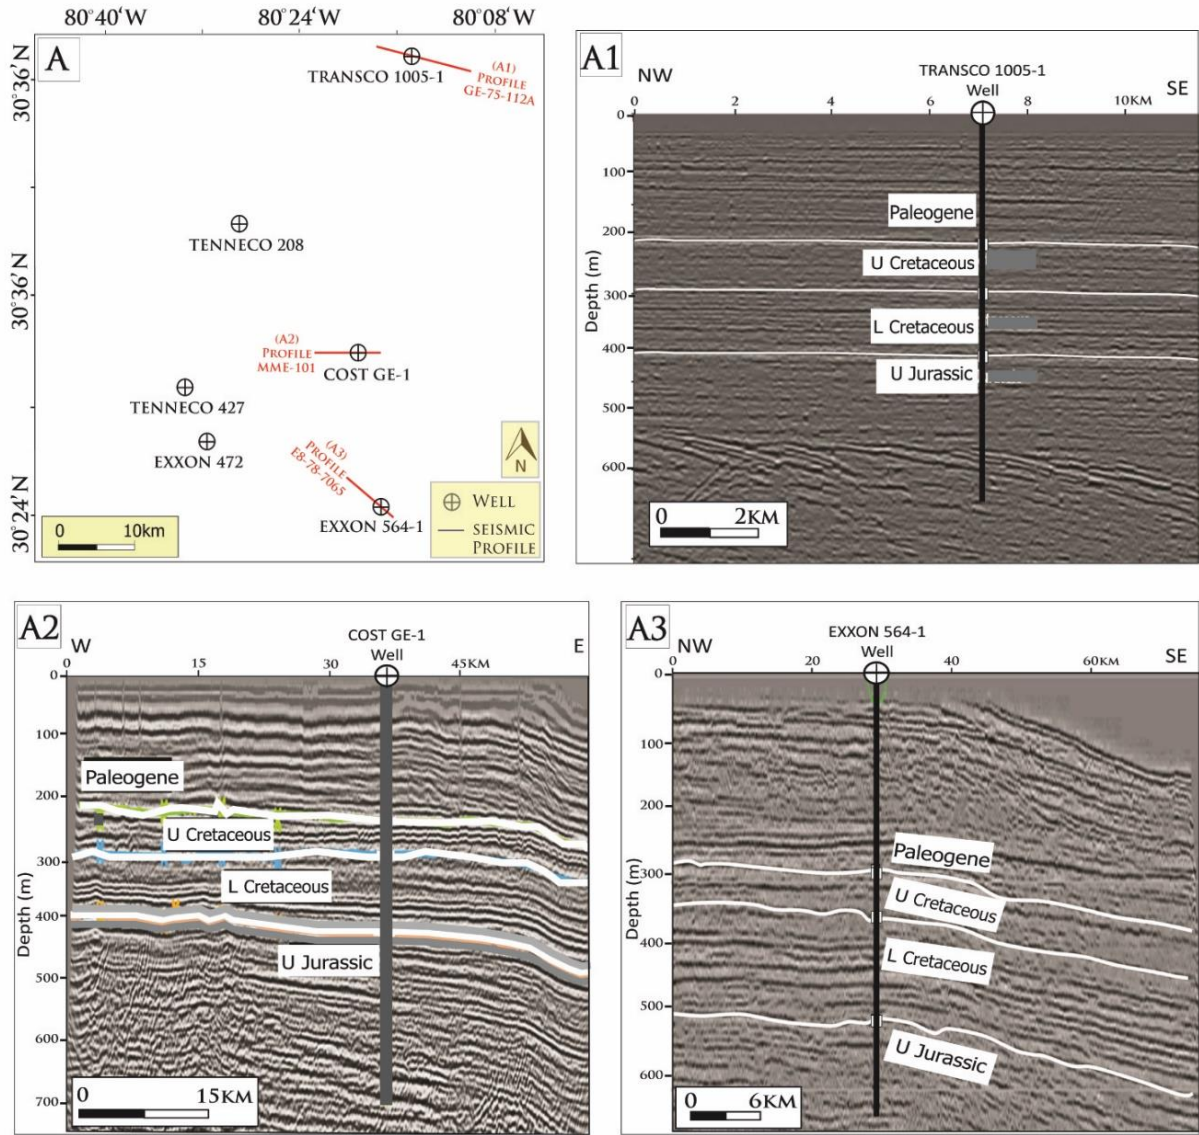 80°40'W 80°24'W 80°08'W
A
30°36'N
30°36'N
30°24'N
TRANSCO 1005-1
(A1)
PROFILE
GE-75-112A
TENNECO 208
(A2)
PROFILE
MME-101
COST GE-1
TENNECO 427
EXXON 472
(A3)
PROFILE
E8-78-7065
EXXON 564-1
N
WELL
SEISMIC
PROFILE
0 10km
A1
NW
TRANSCO 1005-1
Well
SE
0 2 4 6 8 10KM
Depth (m)
0
100
200
300
400
500
600
Paleogene
U Cretaceous
L Cretaceous
U Jurassic
0 2KM
A2
W
COST GE-1
Well
E
0 15 30 45KM
Depth (m)
0
100
200
300
400
500
600
700
Paleogene
U Cretaceous
L Cretaceous
U Jurassic
0 15KM
A3
NW
EXXON 564-1
Well
SE
0 20 40 60KM
Depth (m)
0
100
200
300
400
500
600
Paleogene
U Cretaceous
L Cretaceous
U Jurassic
0 6KM